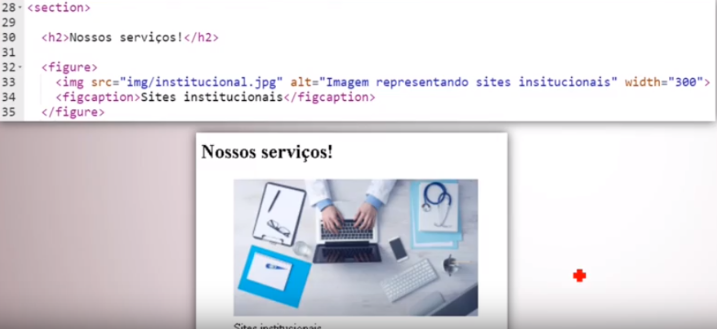 28 <section>
29
30 <h2>Nossos serviços!</h2>
31
32 <figure>
33 <img src="img/institucional.jpg" alt="Imagem representando sites insitucionais" width="300">
34 <figcaption>Sites institucionais</figcaption>
35 </figure>
Nossos serviços!
Sites institucionais